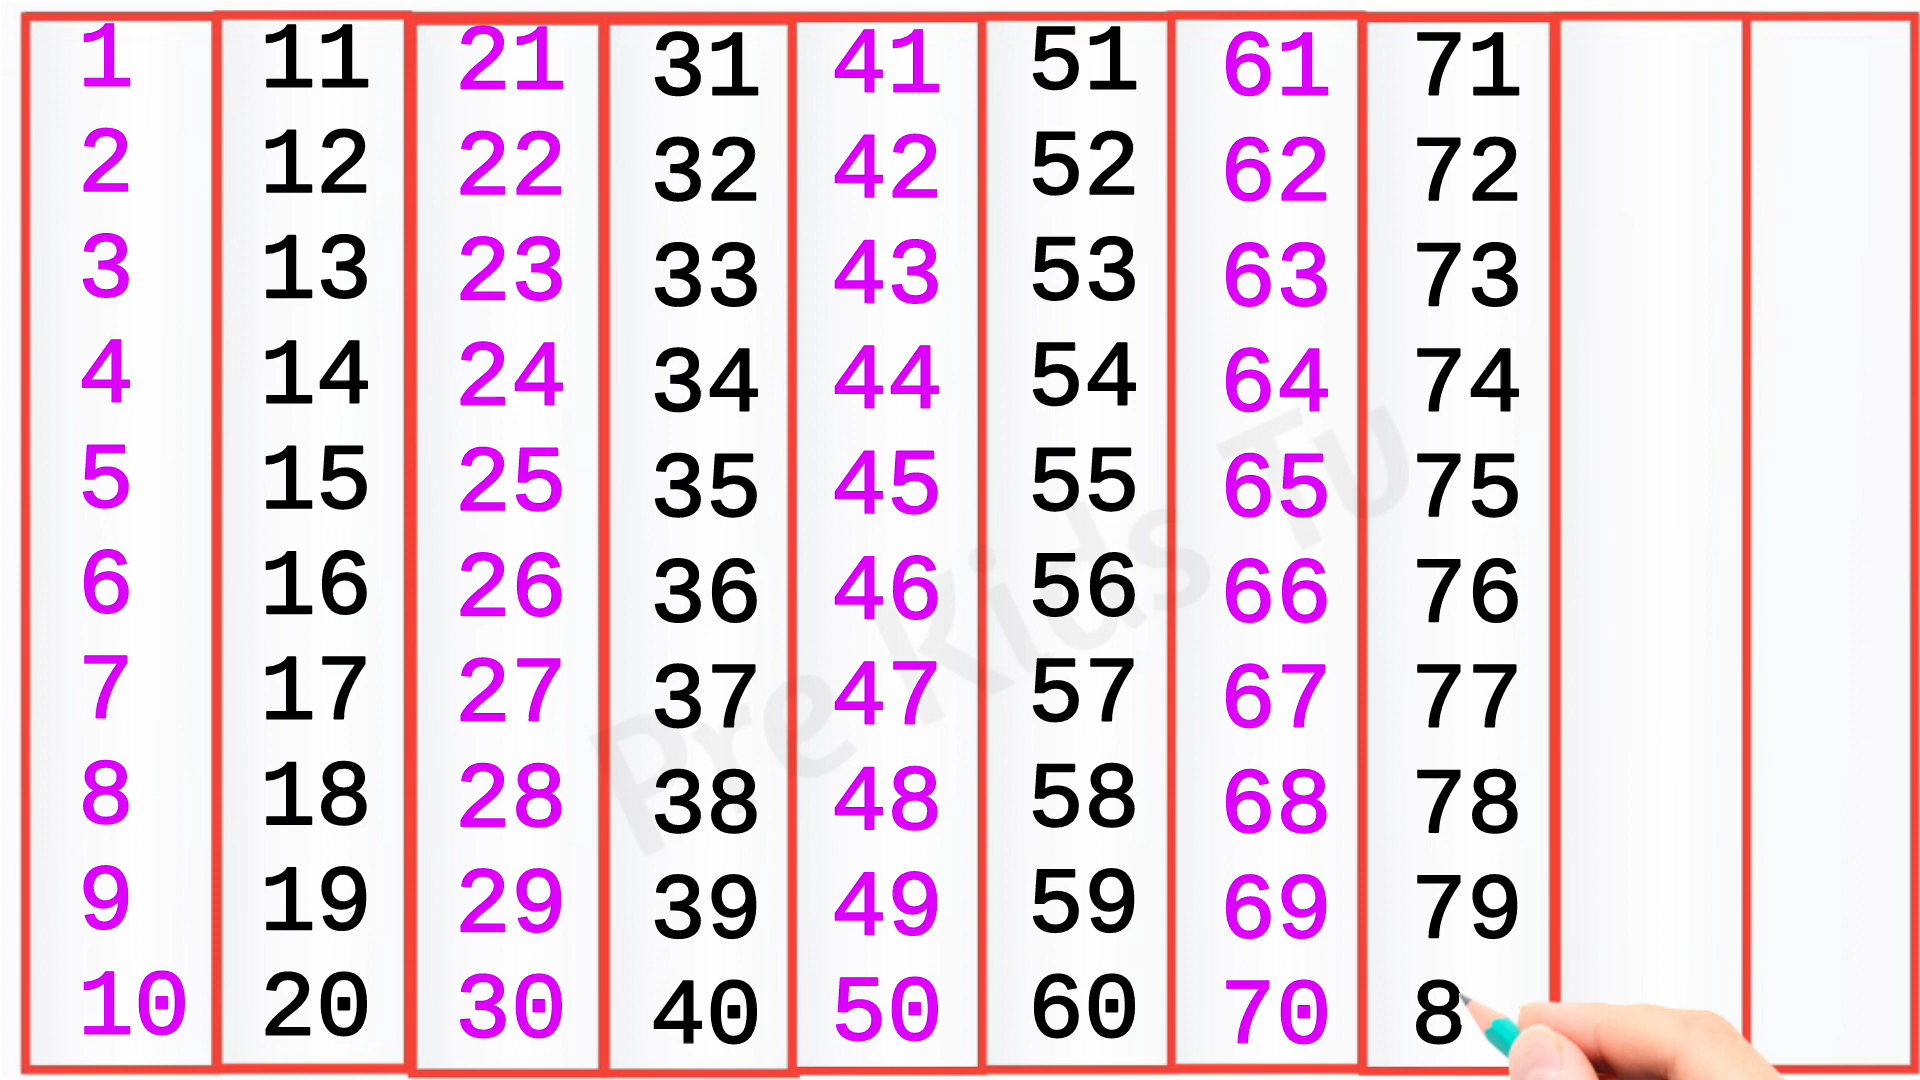 1 11 21 31 41 51 61 71
2 12 22 32 42 52 62 72
3 13 23 33 43 53 63 73
4 14 24 34 44 54 64 74
5 15 25 35 45 55 65 75
6 16 26 36 46 56 66 76
7 17 27 37 47 57 67 77
8 18 28 38 48 58 68 78
9 19 29 39 49 59 69 79
10 20 30 40 50 60 70 8
Pre Kids Tu